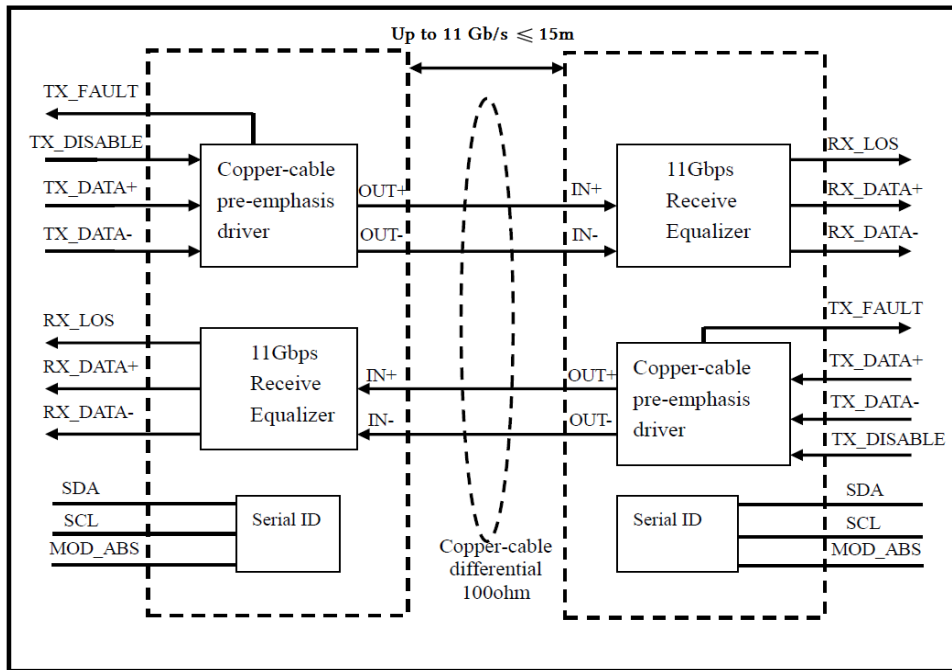 Up to 11 Gb/s ⩽ 15m
TX_FAULT
TX_DISABLE
TX_DATA+
TX_DATA-
Copper-cable
pre-emphasis
driver
OUT+
OUT-
IN+
IN-
11Gbps
Receive
Equalizer
RX_LOS
RX_DATA+
RX_DATA-
RX_LOS
RX_DATA+
RX_DATA-
11Gbps
Receive
Equalizer
IN+
IN-
OUT+
OUT-
Copper-cable
pre-emphasis
driver
TX_FAULT
TX_DATA+
TX_DATA-
TX_DISABLE
SDA
SCL
MOD_ABS
Serial ID
Copper-cable
differential
100ohm
Serial ID
SDA
SCL
MOD_ABS